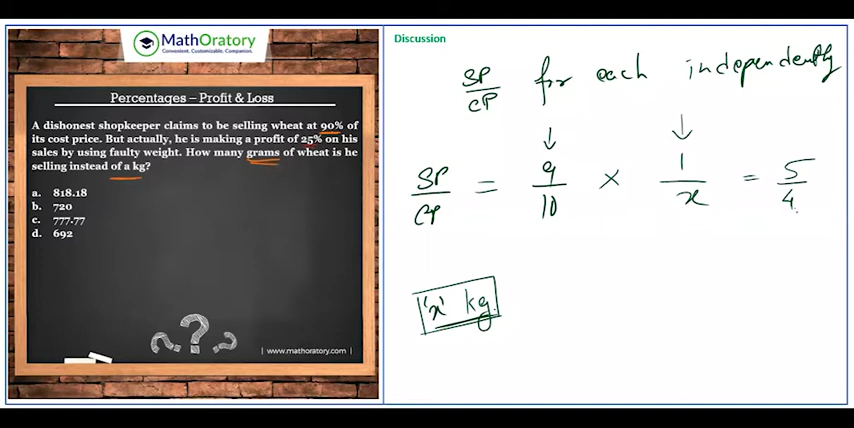 MathOratory
Convenient. Customizable. Companion.
Percentages – Profit & Loss
A dishonest shopkeeper claims to be selling wheat at 90% of
its cost price. But actually, he is making a profit of 25% on his
sales by using faulty weight. How many grams of wheat is he
selling instead of a kg?
a. 818.18
b. 720
c. 777.77
d. 692
| www.mathoratory.com
Discussion
SP/CP for each independently
SP/CP = 9/10 × 1/x = 5/4
'x' kg.